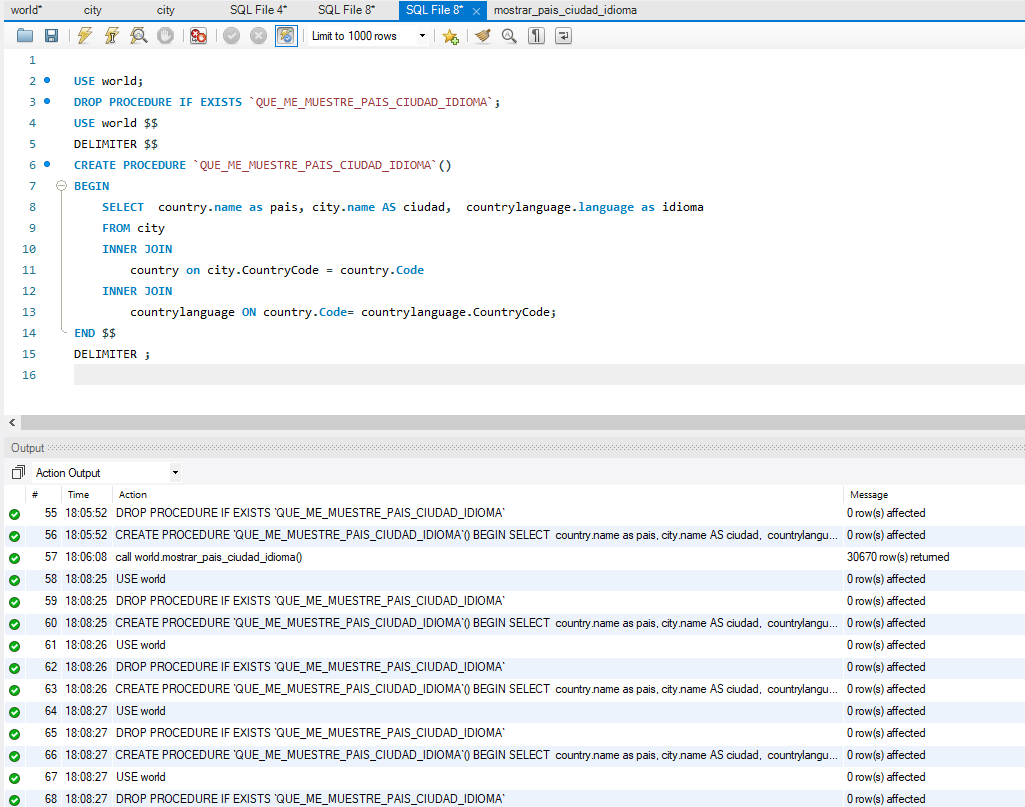 world* city city SQL File 4* SQL File 8* SQL File 8* × mostrar_pais_ciudad_idioma
Limit to 1000 rows
1
2 USE world;
3 DROP PROCEDURE IF EXISTS `QUE_ME_MUESTRE_PAIS_CIUDAD_IDIOMA`;
4 USE world $$
5 DELIMITER $$
6 CREATE PROCEDURE `QUE_ME_MUESTRE_PAIS_CIUDAD_IDIOMA`()
7 BEGIN
8 SELECT country.name as pais, city.name AS ciudad, countrylanguage.language as idioma
9 FROM city
10 INNER JOIN
11 country on city.CountryCode = country.Code
12 INNER JOIN
13 countrylanguage ON country.Code= countrylanguage.CountryCode;
14 END $$
15 DELIMITER ;
16
Output
Action Output
# Time Action Message
55 18:05:52 DROP PROCEDURE IF EXISTS `QUE_ME_MUESTRE_PAIS_CIUDAD_IDIOMA` 0 row(s) affected
56 18:05:52 CREATE PROCEDURE `QUE_ME_MUESTRE_PAIS_CIUDAD_IDIOMA`() BEGIN SELECT country.name as pais, city.name AS ciudad, countrylangu... 0 row(s) affected
57 18:06:08 call world.mostrar_pais_ciudad_idioma() 30670 row(s) returned
58 18:08:25 USE world 0 row(s) affected
59 18:08:25 DROP PROCEDURE IF EXISTS `QUE_ME_MUESTRE_PAIS_CIUDAD_IDIOMA` 0 row(s) affected
60 18:08:25 CREATE PROCEDURE `QUE_ME_MUESTRE_PAIS_CIUDAD_IDIOMA`() BEGIN SELECT country.name as pais, city.name AS ciudad, countrylangu... 0 row(s) affected
61 18:08:26 USE world 0 row(s) affected
62 18:08:26 DROP PROCEDURE IF EXISTS `QUE_ME_MUESTRE_PAIS_CIUDAD_IDIOMA` 0 row(s) affected
63 18:08:26 CREATE PROCEDURE `QUE_ME_MUESTRE_PAIS_CIUDAD_IDIOMA`() BEGIN SELECT country.name as pais, city.name AS ciudad, countrylangu... 0 row(s) affected
64 18:08:27 USE world 0 row(s) affected
65 18:08:27 DROP PROCEDURE IF EXISTS `QUE_ME_MUESTRE_PAIS_CIUDAD_IDIOMA` 0 row(s) affected
66 18:08:27 CREATE PROCEDURE `QUE_ME_MUESTRE_PAIS_CIUDAD_IDIOMA`() BEGIN SELECT country.name as pais, city.name AS ciudad, countrylangu... 0 row(s) affected
67 18:08:27 USE world 0 row(s) affected
68 18:08:27 DROP PROCEDURE IF EXISTS `QUE_ME_MUESTRE_PAIS_CIUDAD_IDIOMA` 0 row(s) affected